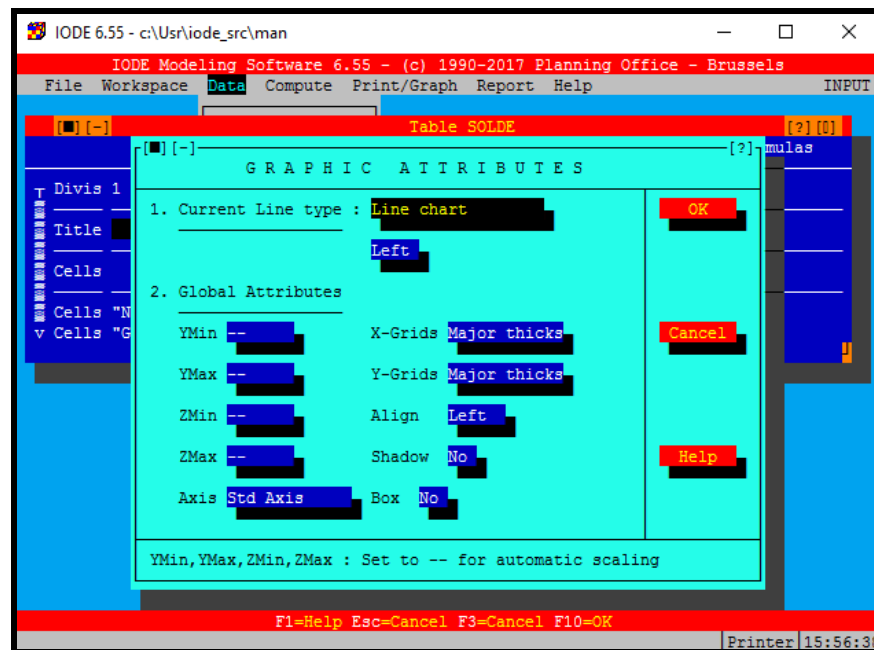 IODE 6.55 - c:\Usr\iode_src\man
IODE Modeling Software 6.55 - (c) 1990-2017 Planning Office - Brussels
File Workspace Data Compute Print/Graph Report Help INPUT
[■][-] Table SOLDE [?][▯]
[■][-] [?] mulas
GRAPHIC ATTRIBUTES
Divis 1
1. Current Line type : Line chart OK
Title
Left
Cells
2. Global Attributes
Cells "N
YMin -- X-Grids Major thicks Cancel
v Cells "G
YMax -- Y-Grids Major thicks
ZMin -- Align Left
ZMax -- Shadow No Help
Axis Std Axis Box No
YMin,YMax,ZMin,ZMax : Set to -- for automatic scaling
F1=Help Esc=Cancel F3=Cancel F10=OK
Printer 15:56:3